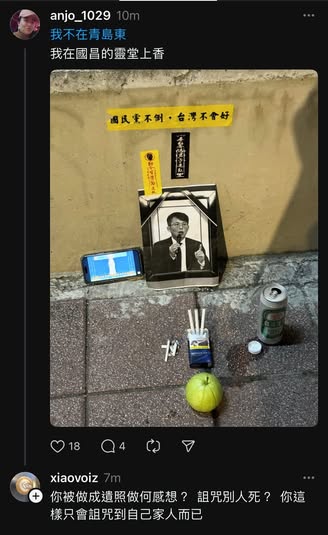 anjo_1029 10m
我不在青島東
我在國昌的靈堂上香
國民黨不倒，台灣不會好
18
4
xiaovoiz 7m
你被做成遺照做何感想？ 詛咒別人死？ 你這
樣只會詛咒到自己家人而已